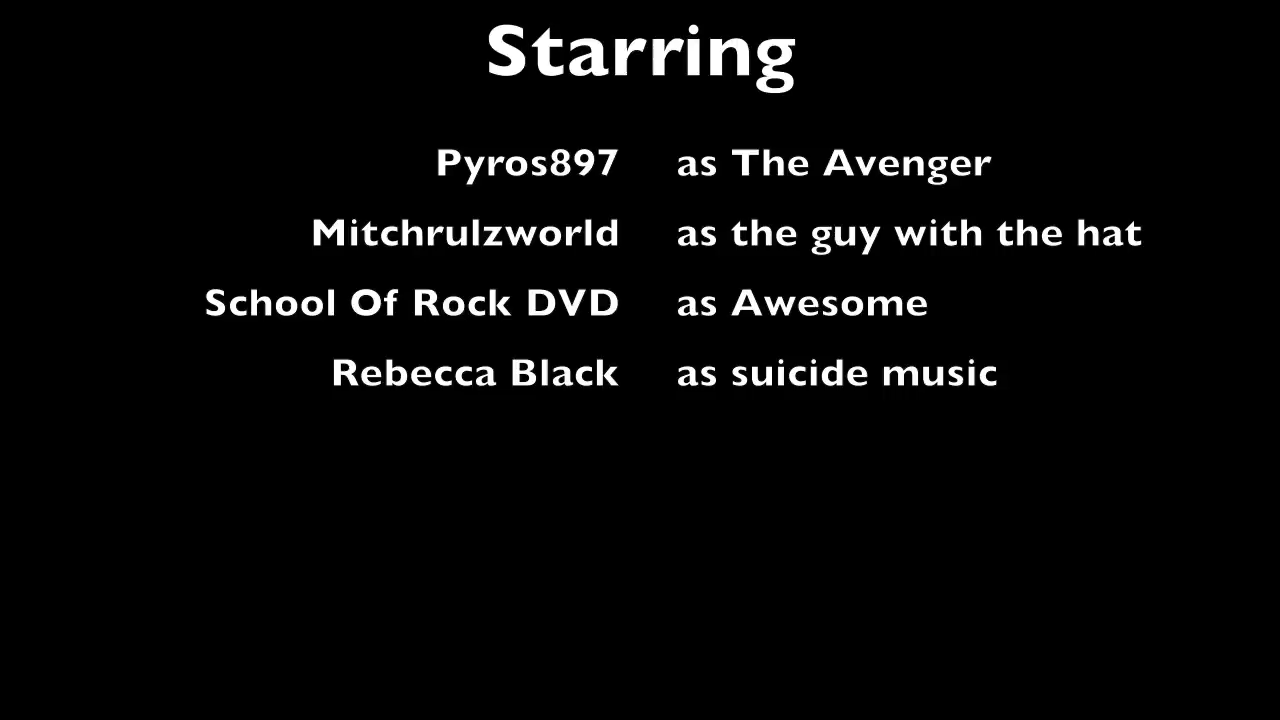 Starring
Pyros897 as The Avenger
Mitchrulzworld as the guy with the hat
School Of Rock DVD as Awesome
Rebecca Black as suicide music